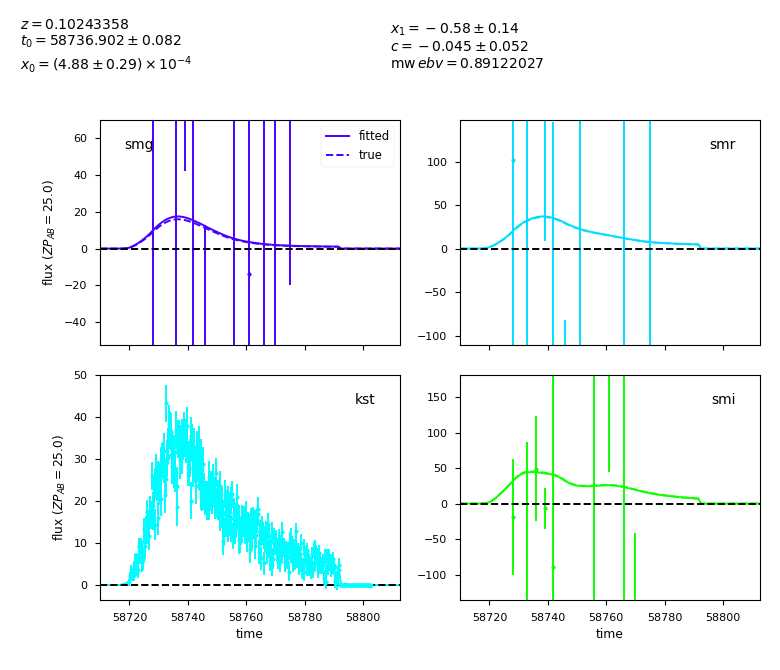 z = 0.10243358
t₀ = 58736.902 ± 0.082
x₀ = (4.88 ± 0.29) × 10⁻⁴
x₁ = −0.58 ± 0.14
c = −0.045 ± 0.052
mw ebv = 0.89122027
smg
fitted
true
60
40
20
0
−20
−40
flux (ZP_AB = 25.0)
smr
100
50
0
−50
−100
kst
50
40
30
20
10
0
flux (ZP_AB = 25.0)
58720 58740 58760 58780 58800
time
smi
150
100
50
0
−50
−100
58720 58740 58760 58780 58800
time